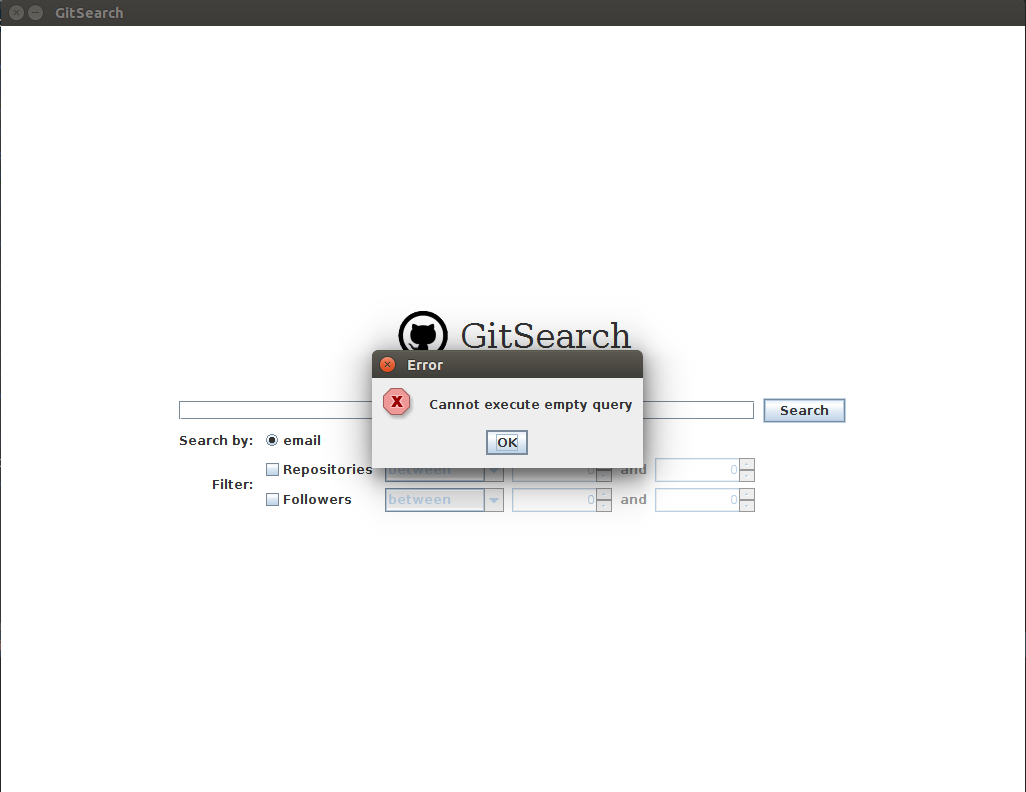 GitSearch
GitSearch
Error
Cannot execute empty query
OK
Search
Search by: email
Filter:
Repositories between 0 and 0
Followers between 0 and 0